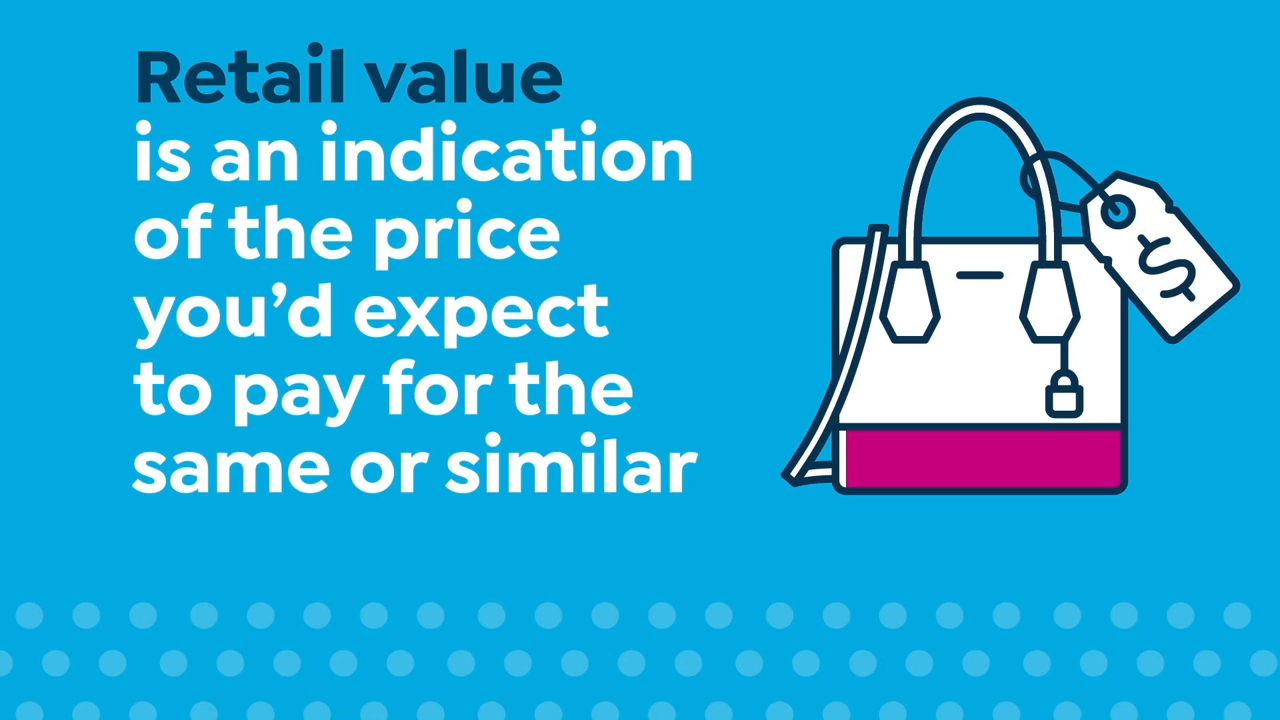 Retail value
is an indication
of the price
you’d expect
to pay for the
same or similar
$